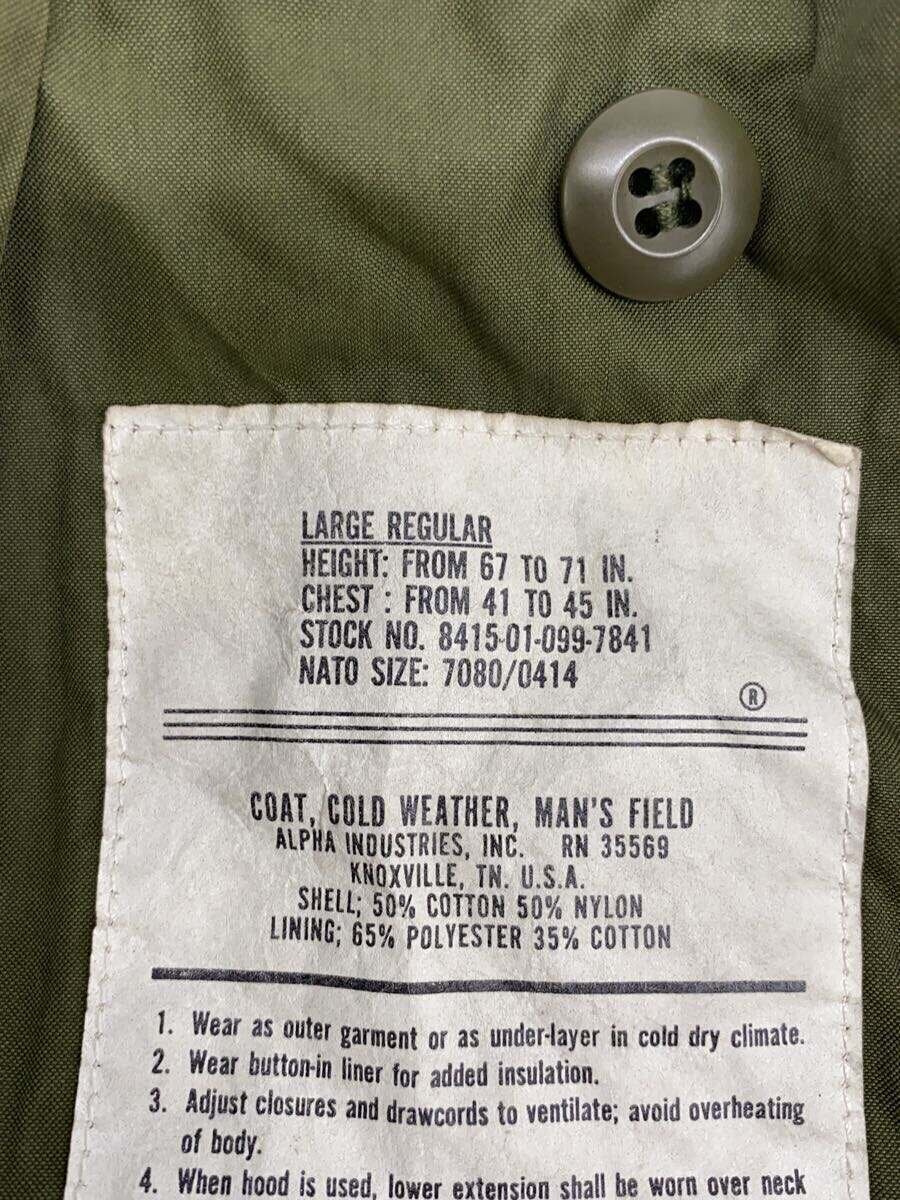 LARGE REGULAR
HEIGHT: FROM 67 TO 71 IN.
CHEST : FROM 41 TO 45 IN.
STOCK NO. 8415-01-099-7841
NATO SIZE: 7080/0414
®
COAT, COLD WEATHER, MAN'S FIELD
ALPHA INDUSTRIES, INC. RN 35569
KNOXVILLE, TN. U.S.A.
SHELL; 50% COTTON 50% NYLON
LINING; 65% POLYESTER 35% COTTON
1. Wear as outer garment or as under-layer in cold dry climate.
2. Wear button-in liner for added insulation.
3. Adjust closures and drawcords to ventilate; avoid overheating
of body.
4. When hood is used, lower extension shall be worn over neck